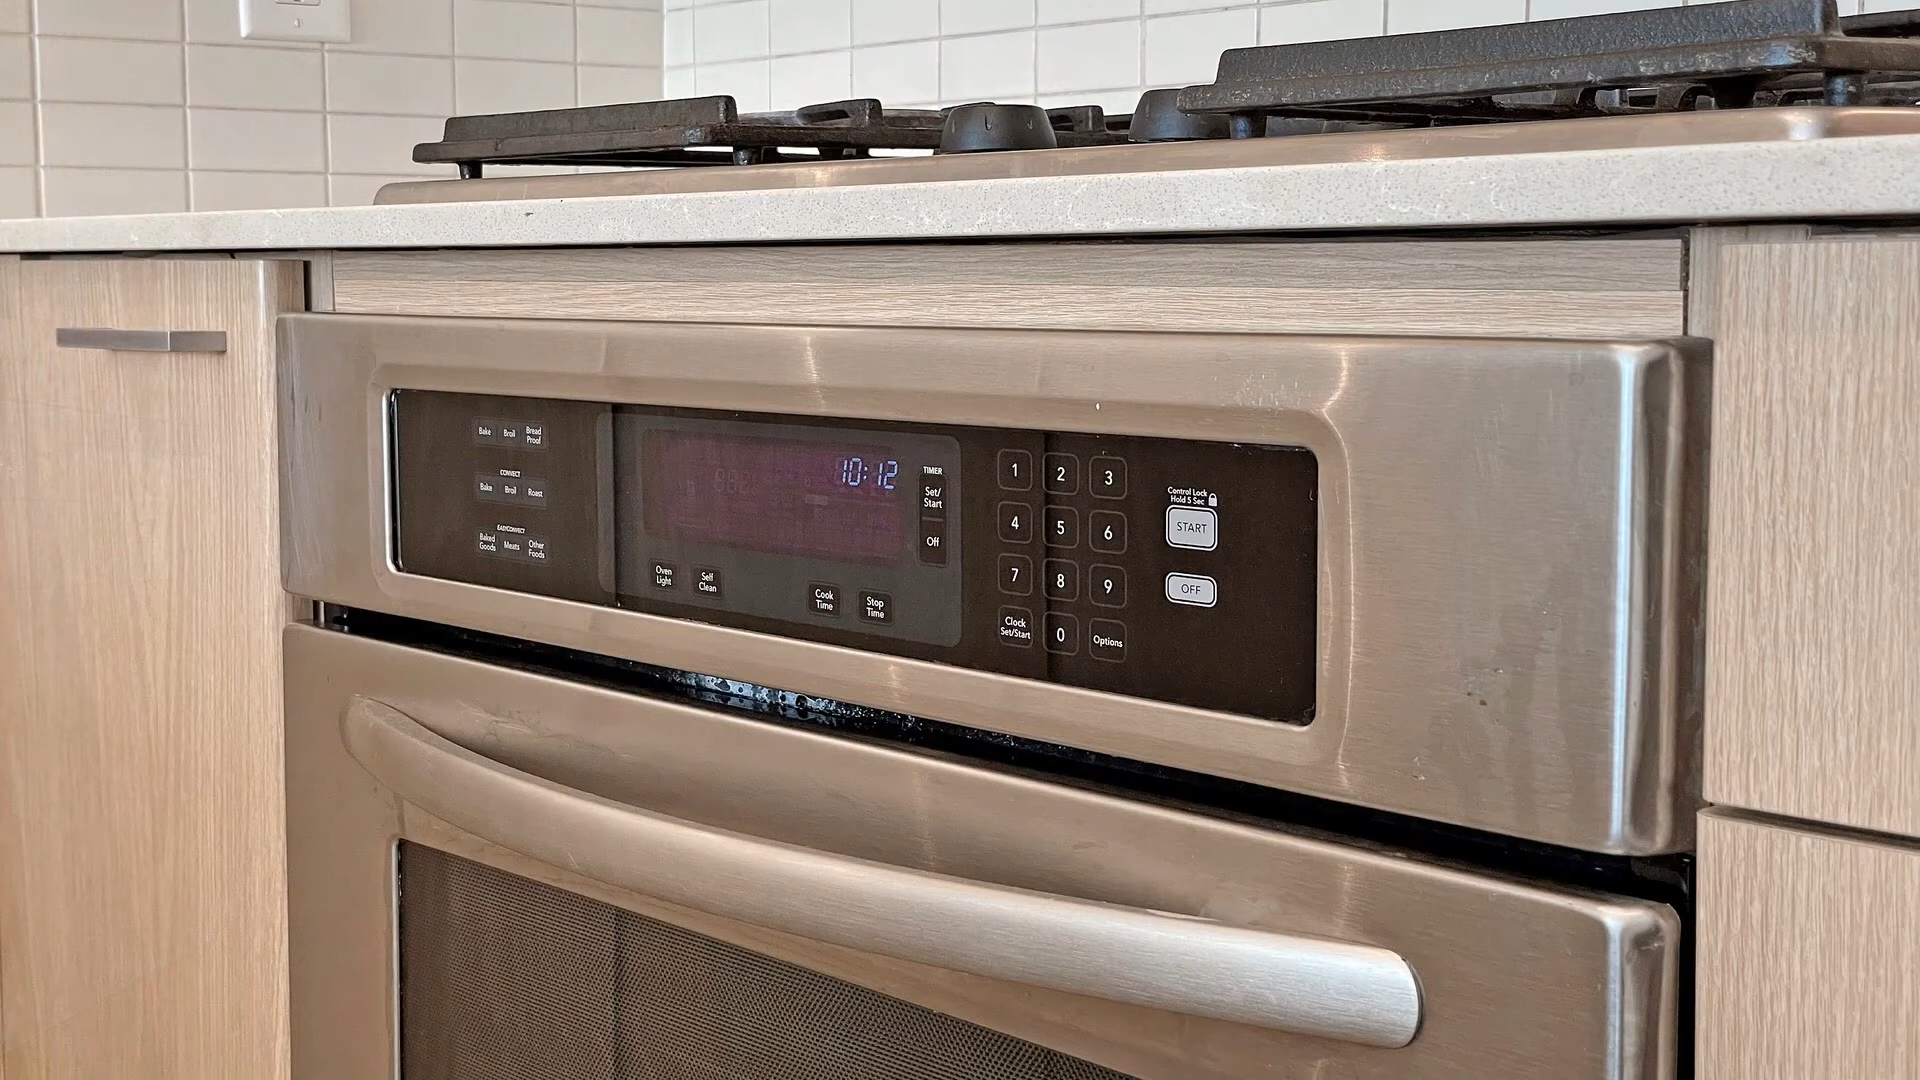 Bake Broil Bread
Proof
CONVECT
Bake Broil Roast
EASYCONVECT
Baked Meats Other
Goods Foods
10:12
Oven
Light
Self
Clean
Cook
Time
Stop
Time
TIMER
Set/
Start
Off
1 2 3
4 5 6
7 8 9
Clock
Set/Start
0
Options
Control Lock
Hold 5 Sec
START
OFF